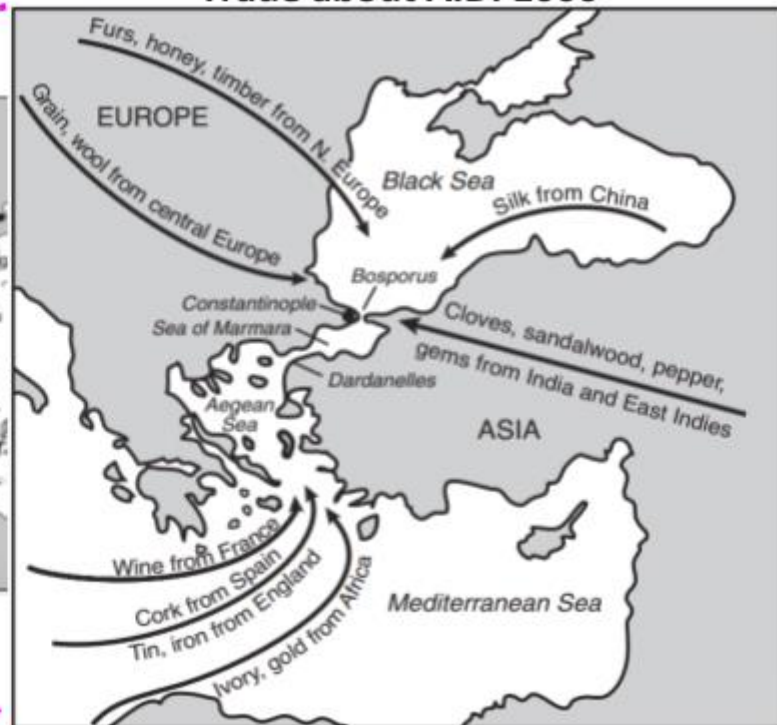 Furs, honey, timber from N. Europe
Grain, wool from central Europe
EUROPE
Black Sea
Silk from China
Bosporus
Constantinople
Sea of Marmara
Cloves, sandalwood, pepper,
gems from India and East Indies
Dardanelles
Aegean
Sea
ASIA
Wine from France
Cork from Spain
Tin, iron from England
Ivory, gold from Africa
Mediterranean Sea